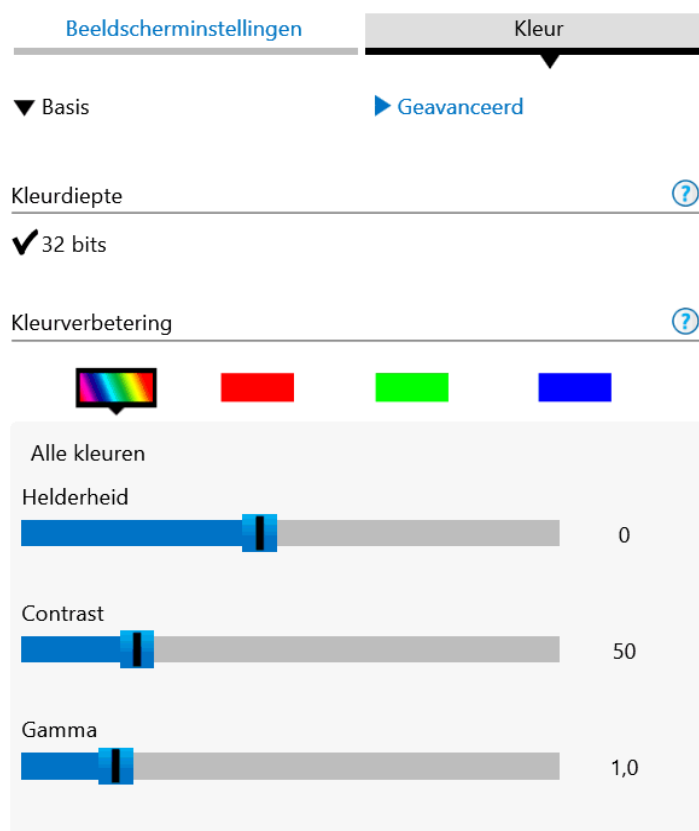 Beeldscherminstellingen Kleur
Basis Geavanceerd
Kleurdiepte ?
32 bits
Kleurverbetering ?
Alle kleuren
Helderheid
0
Contrast
50
Gamma
1,0